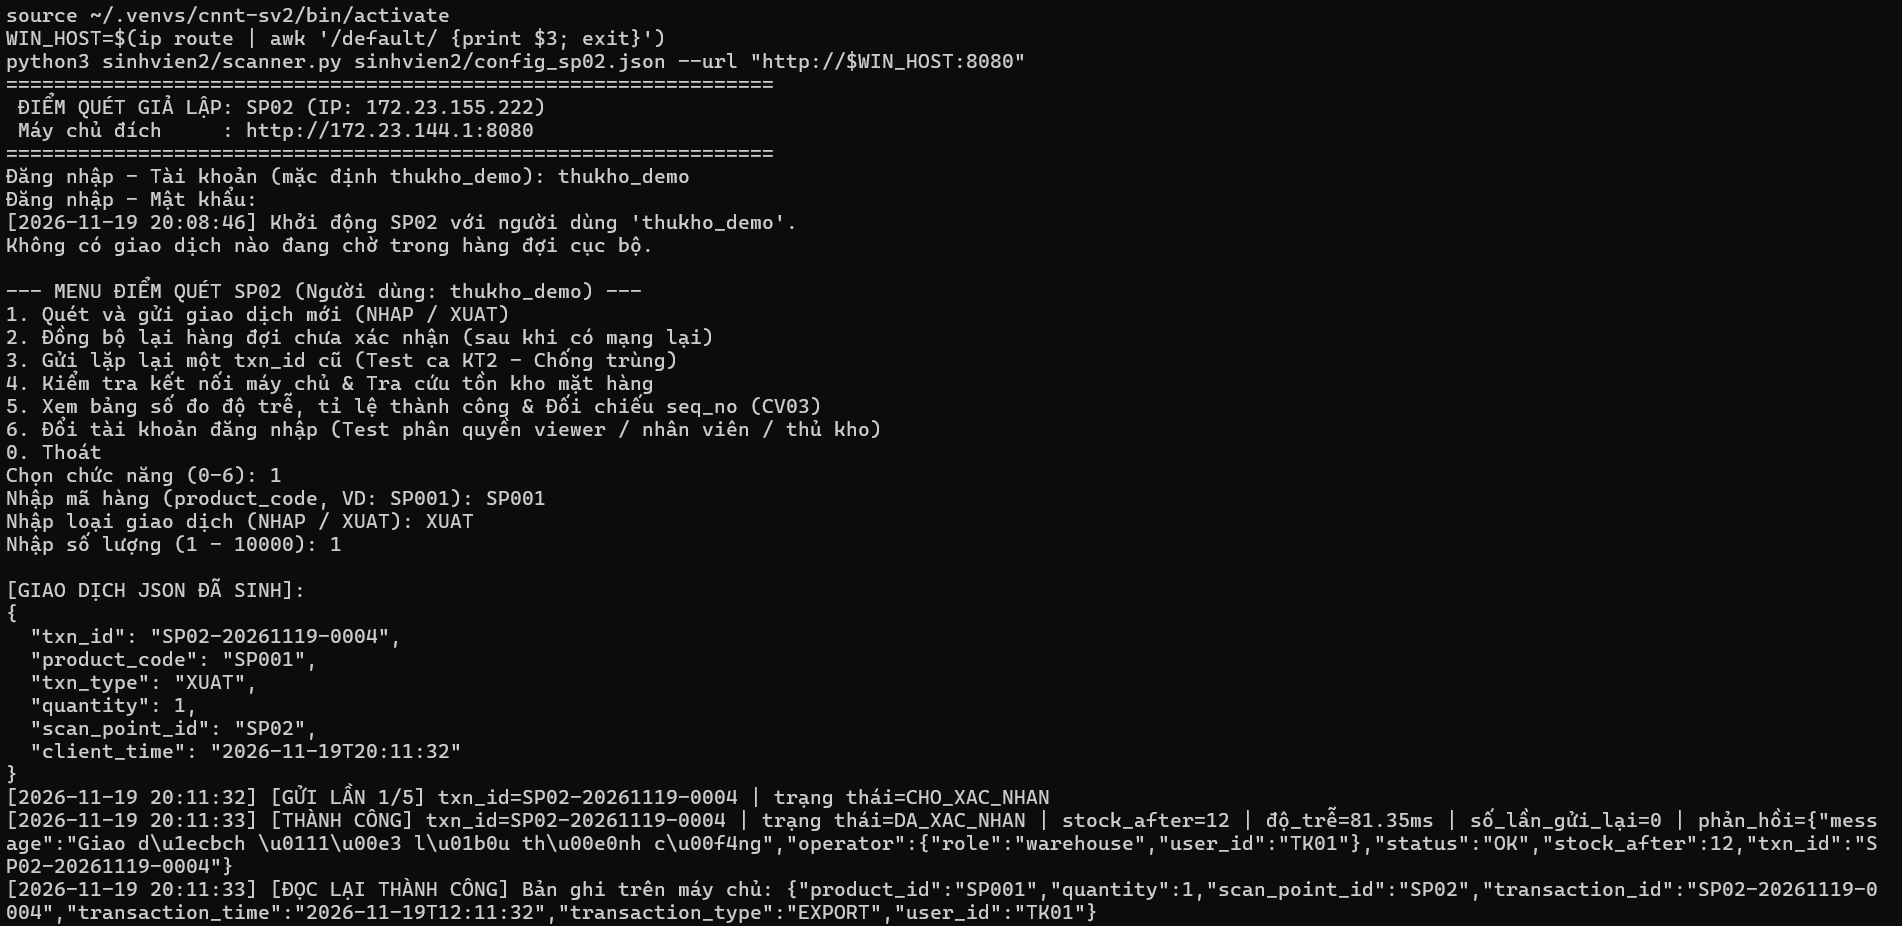 source ~/.venvs/cnnt-sv2/bin/activate
WIN_HOST=$(ip route | awk '/default/ {print $3; exit}')
python3 sinhvien2/scanner.py sinhvien2/config_sp02.json --url "http://$WIN_HOST:8080"
================================================================
 ĐIỂM QUÉT GIẢ LẬP: SP02 (IP: 172.23.155.222)
 Máy chủ đích     : http://172.23.144.1:8080
================================================================
Đăng nhập - Tài khoản (mặc định thukho_demo): thukho_demo
Đăng nhập - Mật khẩu:
[2026-11-19 20:08:46] Khởi động SP02 với người dùng 'thukho_demo'.
Không có giao dịch nào đang chờ trong hàng đợi cục bộ.

--- MENU ĐIỂM QUÉT SP02 (Người dùng: thukho_demo) ---
1. Quét và gửi giao dịch mới (NHAP / XUAT)
2. Đồng bộ lại hàng đợi chưa xác nhận (sau khi có mạng lại)
3. Gửi lặp lại một txn_id cũ (Test ca KT2 - Chống trùng)
4. Kiểm tra kết nối máy chủ & Tra cứu tồn kho mặt hàng
5. Xem bảng số đo độ trễ, tỉ lệ thành công & Đối chiếu seq_no (CV03)
6. Đổi tài khoản đăng nhập (Test phân quyền viewer / nhân viên / thủ kho)
0. Thoát
Chọn chức năng (0-6): 1
Nhập mã hàng (product_code, VD: SP001): SP001
Nhập loại giao dịch (NHAP / XUAT): XUAT
Nhập số lượng (1 - 10000): 1

[GIAO DỊCH JSON ĐÃ SINH]:
{
  "txn_id": "SP02-20261119-0004",
  "product_code": "SP001",
  "txn_type": "XUAT",
  "quantity": 1,
  "scan_point_id": "SP02",
  "client_time": "2026-11-19T20:11:32"
}
[2026-11-19 20:11:32] [GỬI LẦN 1/5] txn_id=SP02-20261119-0004 | trạng thái=CHO_XAC_NHAN
[2026-11-19 20:11:33] [THÀNH CÔNG] txn_id=SP02-20261119-0004 | trạng thái=DA_XAC_NHAN | stock_after=12 | độ_trễ=81.35ms | số_lần_gửi_lại=0 | phản_hồi={"mess
age":"Giao d\u1ecbch \u0111\u00e3 l\u01b0u th\u00e0nh c\u00f4ng","operator":{"role":"warehouse","user_id":"TK01"},"status":"OK","stock_after":12,"txn_id":"S
P02-20261119-0004"}
[2026-11-19 20:11:33] [ĐỌC LẠI THÀNH CÔNG] Bản ghi trên máy chủ: {"product_id":"SP001","quantity":1,"scan_point_id":"SP02","transaction_id":"SP02-20261119-0
004","transaction_time":"2026-11-19T12:11:32","transaction_type":"EXPORT","user_id":"TK01"}